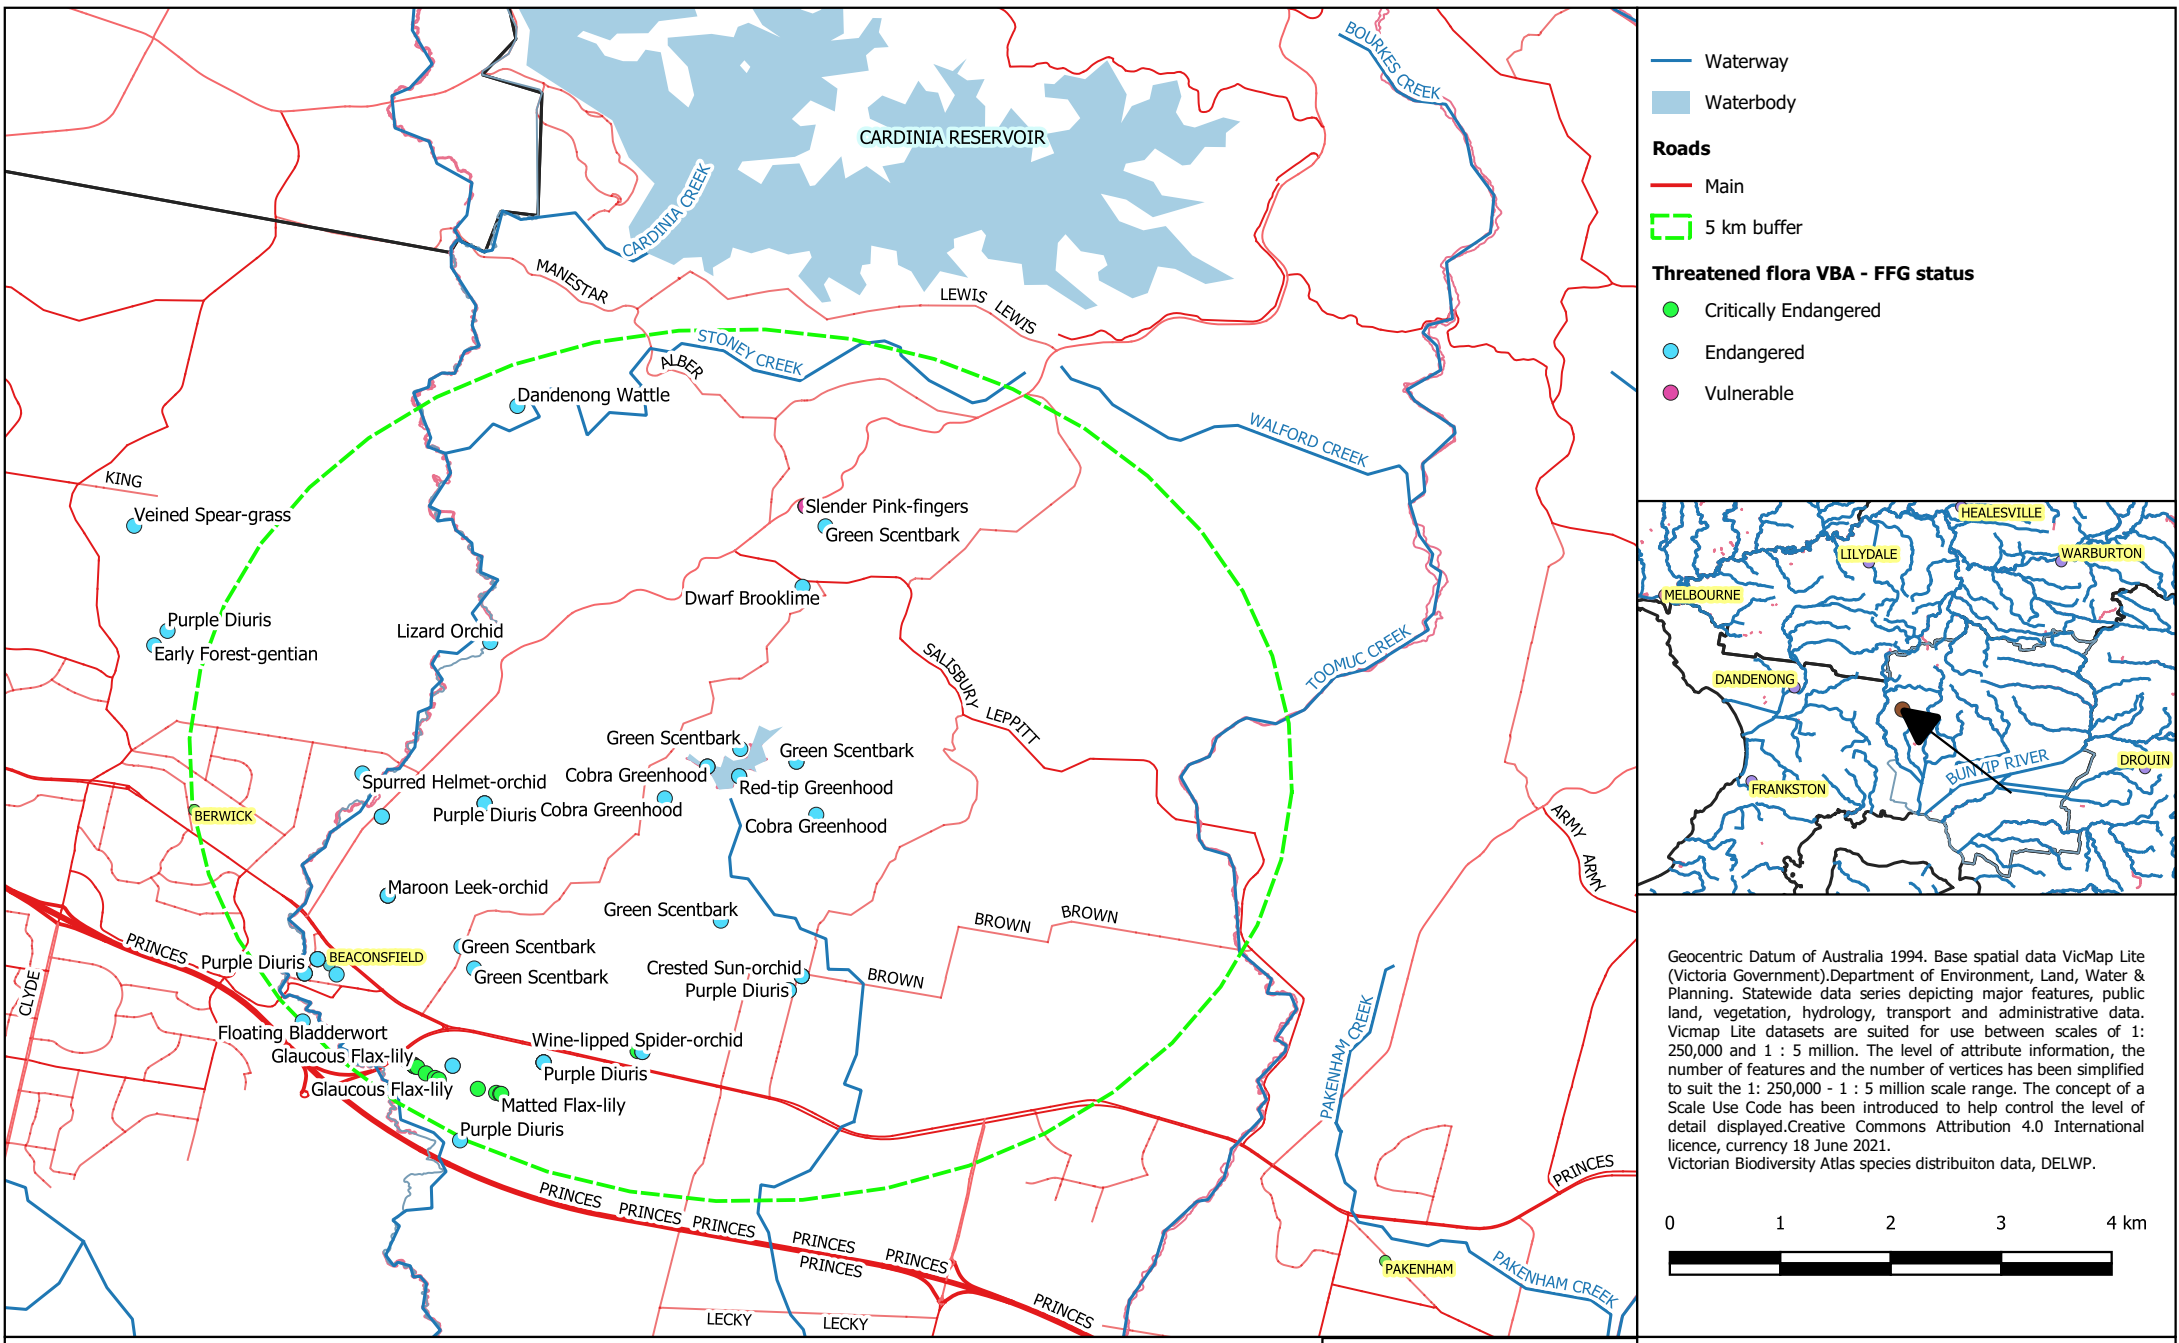 BOURKES CREEK
CARDINIA RESERVOIR
CARDINIA CREEK
MANESTAR
LEWIS
LEWIS
STONEY CREEK
ALBER
Dandenong Wattle
WALFORD CREEK
KING
Veined Spear-grass
Slender Pink-fingers
Green Scentbark
Dwarf Brooklime
Purple Diuris
Lizard Orchid
Early Forest-gentian
TOOMUC CREEK
SALISBURY
LEPPITT
Green Scentbark
Green Scentbark
Cobra Greenhood
Spurred Helmet-orchid
Red-tip Greenhood
Purple Diuris
Cobra Greenhood
BERWICK
Cobra Greenhood
ARMY
ARMY
Maroon Leek-orchid
Green Scentbark
BROWN
BROWN
PRINCES
Green Scentbark
BEACONSFIELD
Purple Diuris
Green Scentbark
Crested Sun-orchid
BROWN
Purple Diuris
CLYDE
Floating Bladderwort
Wine-lipped Spider-orchid
Glaucous Flax-lily
Purple Diuris
Glaucous Flax-lily
Matted Flax-lily
Purple Diuris
PAKENHAM CREEK
PRINCES
PRINCES
PRINCES
PRINCES
PRINCES
PRINCES
PRINCES
PRINCES
PAKENHAM
PAKENHAM CREEK
LECKY
LECKY
Waterway
Waterbody
Roads
Main
5 km buffer
Threatened flora VBA - FFG status
Critically Endangered
Endangered
Vulnerable
HEALESVILLE
LILYDALE
WARBURTON
MELBOURNE
DANDENONG
BUNYIP RIVER
DROUIN
FRANKSTON
Geocentric Datum of Australia 1994. Base spatial data VicMap Lite
(Victoria Government).Department of Environment, Land, Water &
Planning. Statewide data series depicting major features, public
land, vegetation, hydrology, transport and administrative data.
Vicmap Lite datasets are suited for use between scales of 1:
250,000 and 1 : 5 million. The level of attribute information, the
number of features and the number of vertices has been simplified
to suit the 1: 250,000 - 1 : 5 million scale range. The concept of a
Scale Use Code has been introduced to help control the level of
detail displayed.Creative Commons Attribution 4.0 International
licence, currency 18 June 2021.
Victorian Biodiversity Atlas species distribuiton data, DELWP.
0 1 2 3 4 km